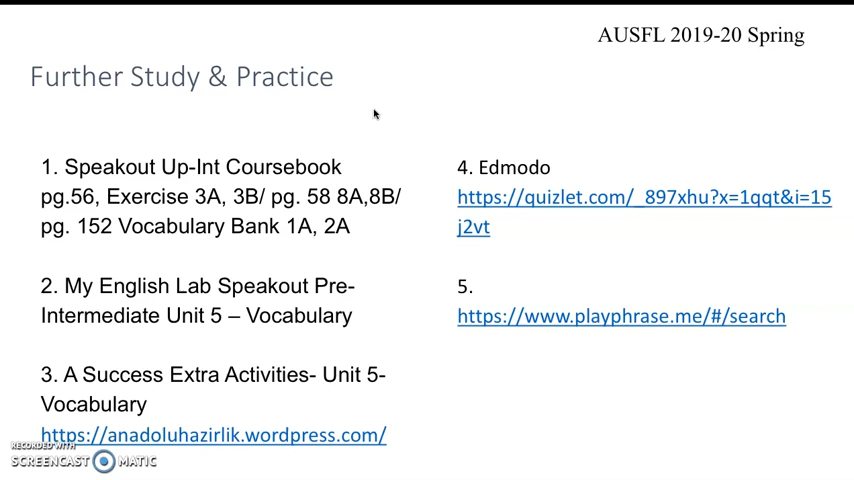 AUSFL 2019-20 Spring
Further Study & Practice
1. Speakout Up-Int Coursebook
pg.56, Exercise 3A, 3B/ pg. 58 8A,8B/
pg. 152 Vocabulary Bank 1A, 2A
2. My English Lab Speakout Pre-
Intermediate Unit 5 – Vocabulary
3. A Success Extra Activities- Unit 5-
Vocabulary
https://anadoluhazirlik.wordpress.com/
4. Edmodo
https://quizlet.com/_897xhu?x=1qqt&i=15
j2vt
5.
https://www.playphrase.me/#/search
RECORDED WITH
SCREENCAST MATIC